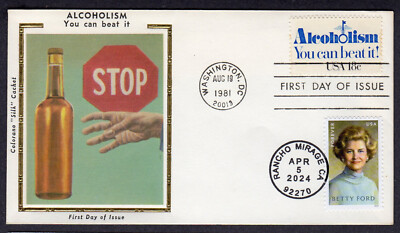 ALCOHOLISM
You can beat it
Colorano "Silk" Cachet
STOP
First Day of Issue
WASHINGTON, DC
AUG 19
1981
20013
Alcoholism
You can beat it!
USA 18c
FIRST DAY OF ISSUE
RANCHO MIRAGE CA
APR
5
2024
92270
FOREVER USA
BETTY FORD